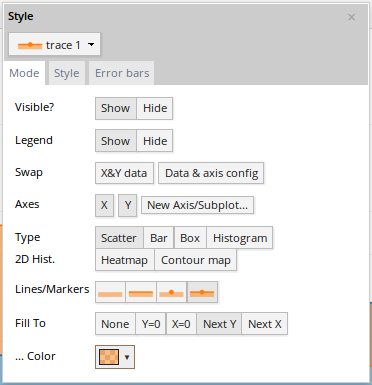 Style ×
trace 1
Mode Style Error bars
Visible? Show Hide
Legend Show Hide
Swap X&Y data Data & axis config
Axes X Y New Axis/Subplot...
Type Scatter Bar Box Histogram
2D Hist. Heatmap Contour map
Lines/Markers
Fill To None Y=0 X=0 Next Y Next X
... Color